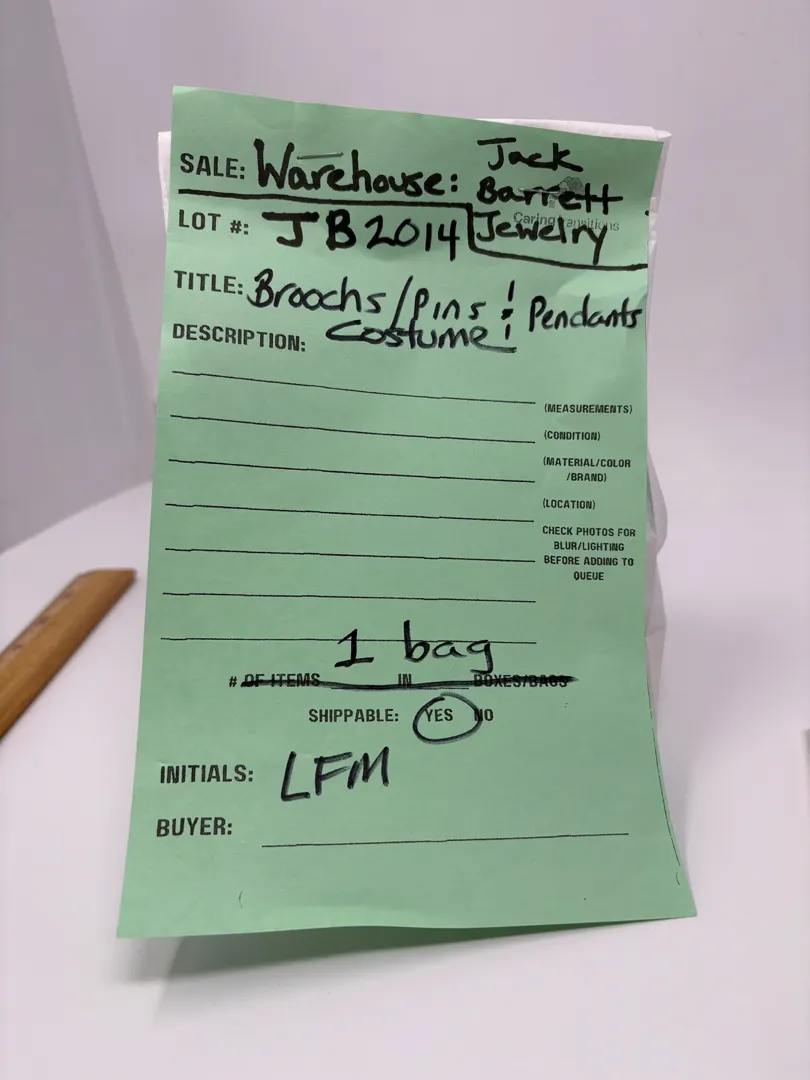 SALE: Warehouse: Jack
Barrett
Caring Transitions
LOT #: JB2014 Jewelry
TITLE: Broochs/Pins & Pendants
DESCRIPTION: Costume
(MEASUREMENTS)
(CONDITION)
(MATERIAL/COLOR
/BRAND)
(LOCATION)
CHECK PHOTOS FOR
BLUR/LIGHTING
BEFORE ADDING TO
QUEUE
1 bag
# OF ITEMS IN BOXES/BAGS
SHIPPABLE: YES NO
INITIALS: LFM
BUYER: